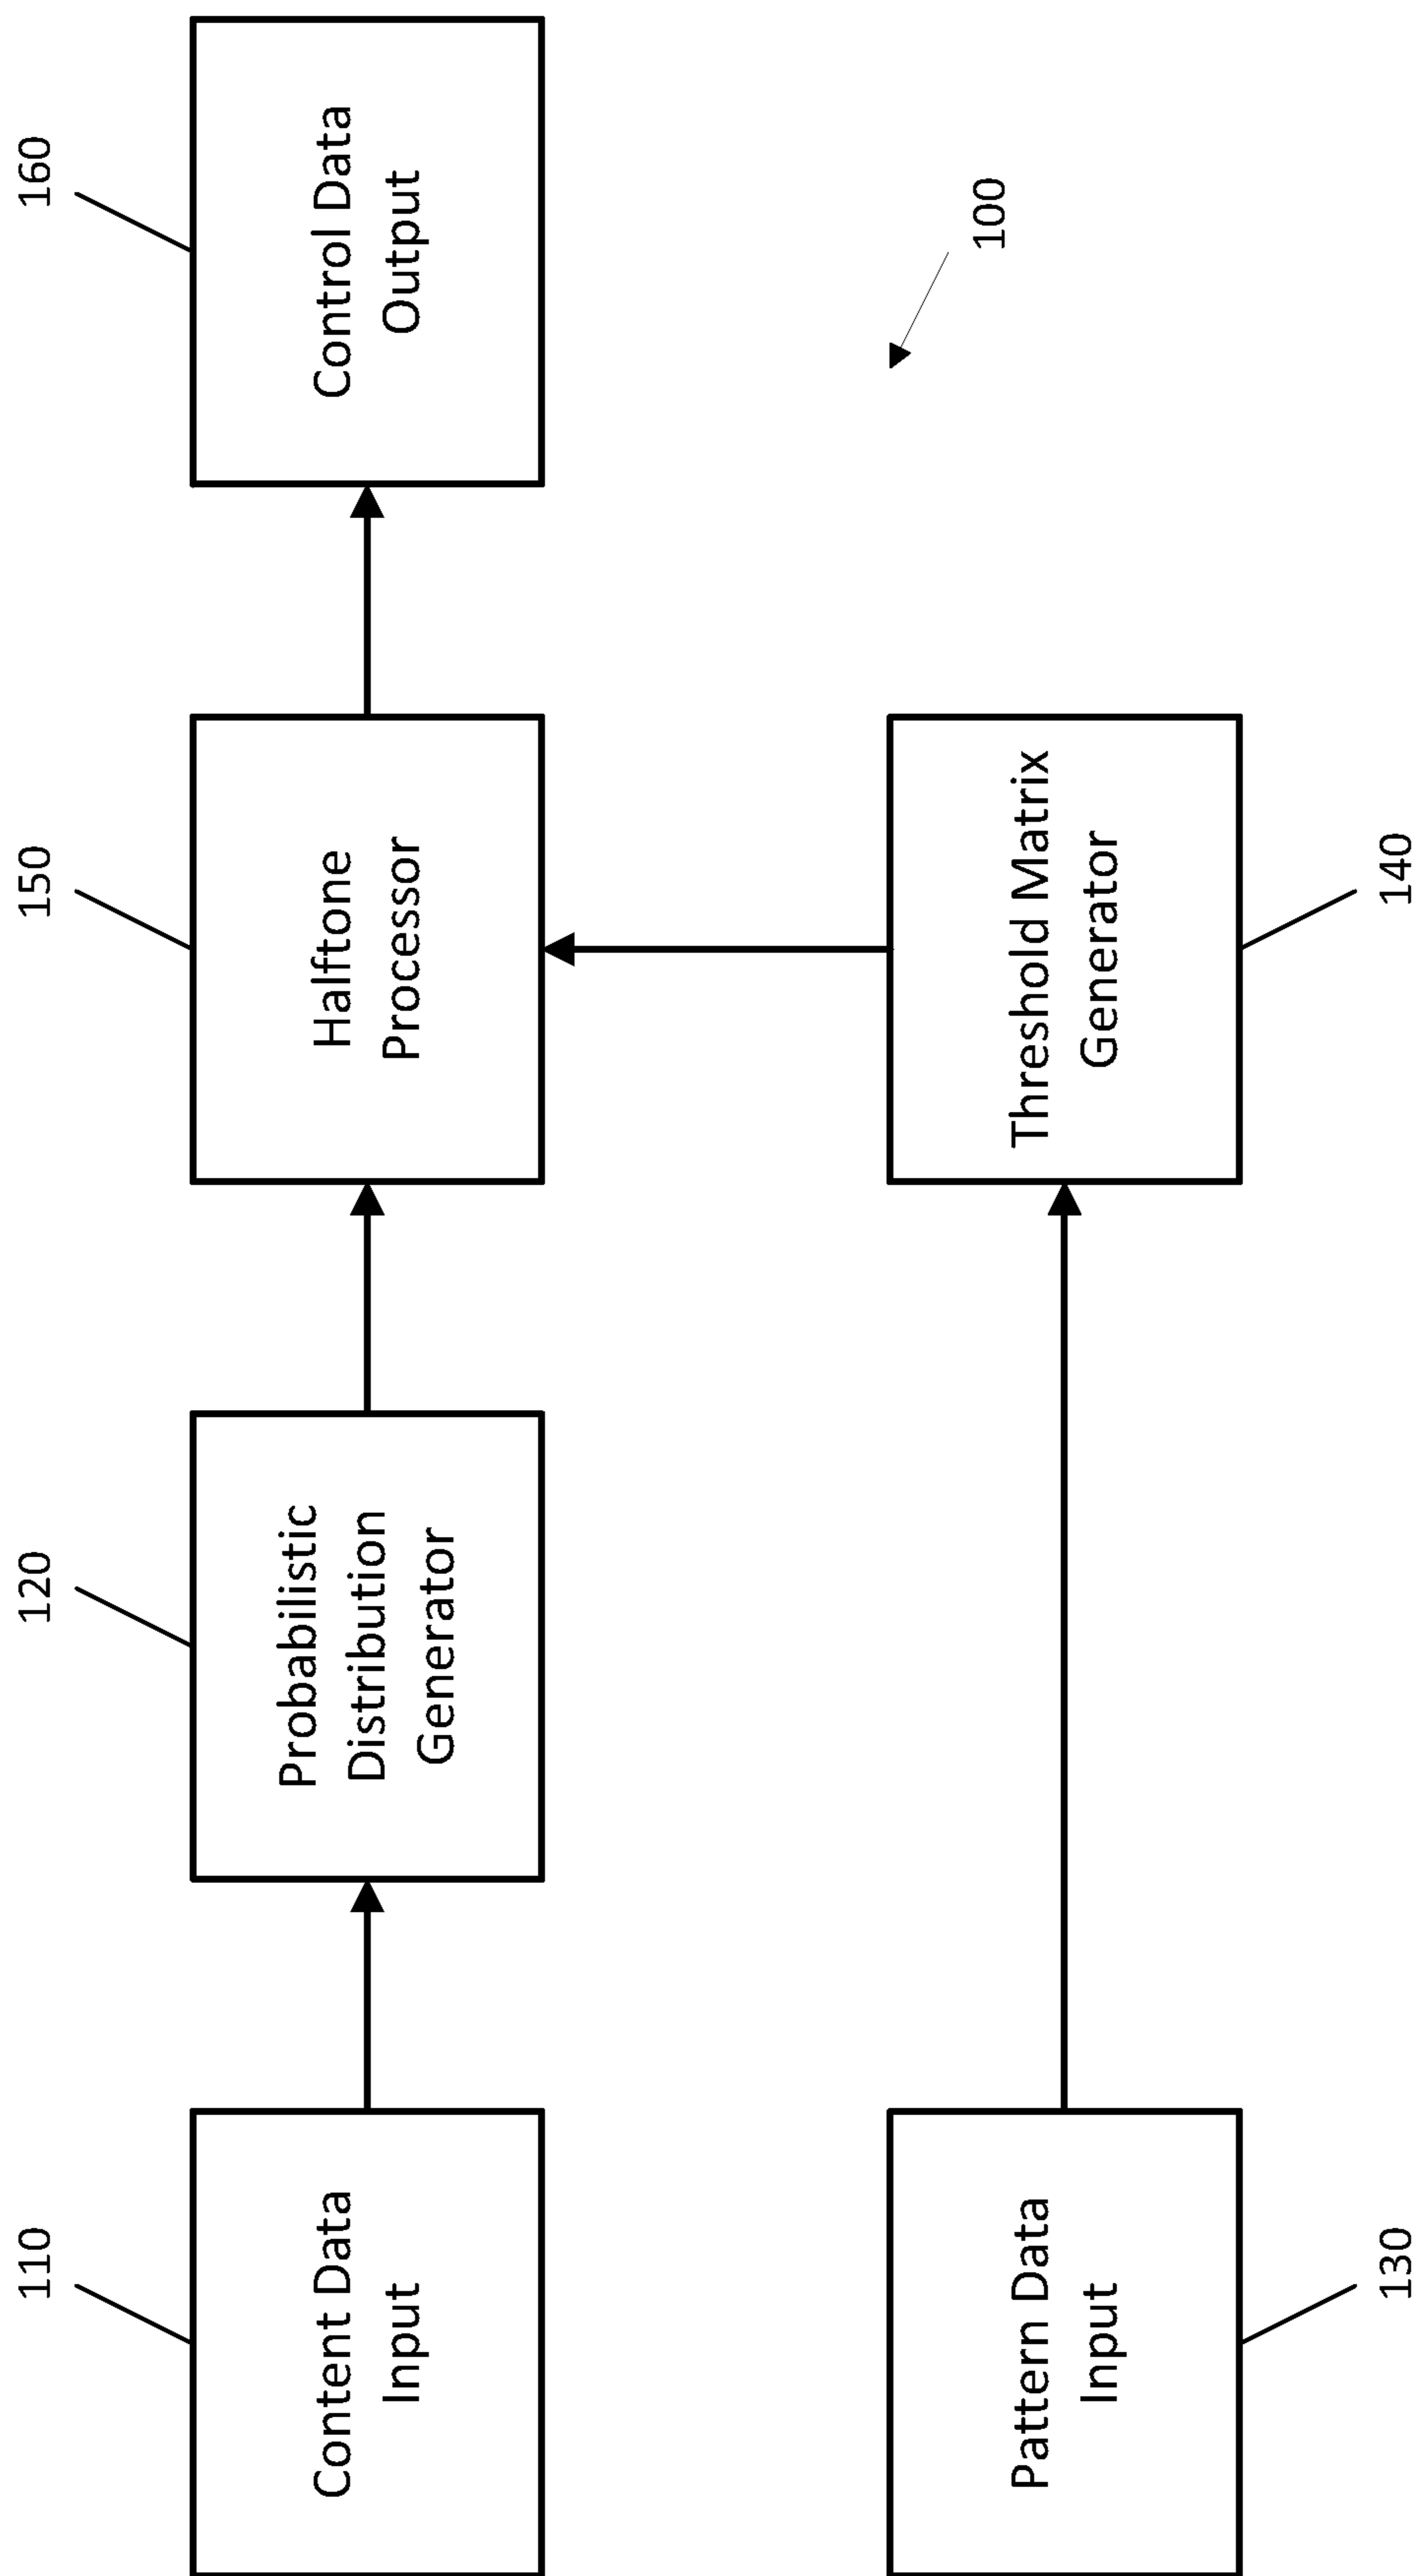 110
Content Data
Input
120
Probabilistic
Distribution
Generator
150
Halftone
Processor
160
Control Data
Output
100
Pattern Data
Input
130
Threshold Matrix
Generator
140